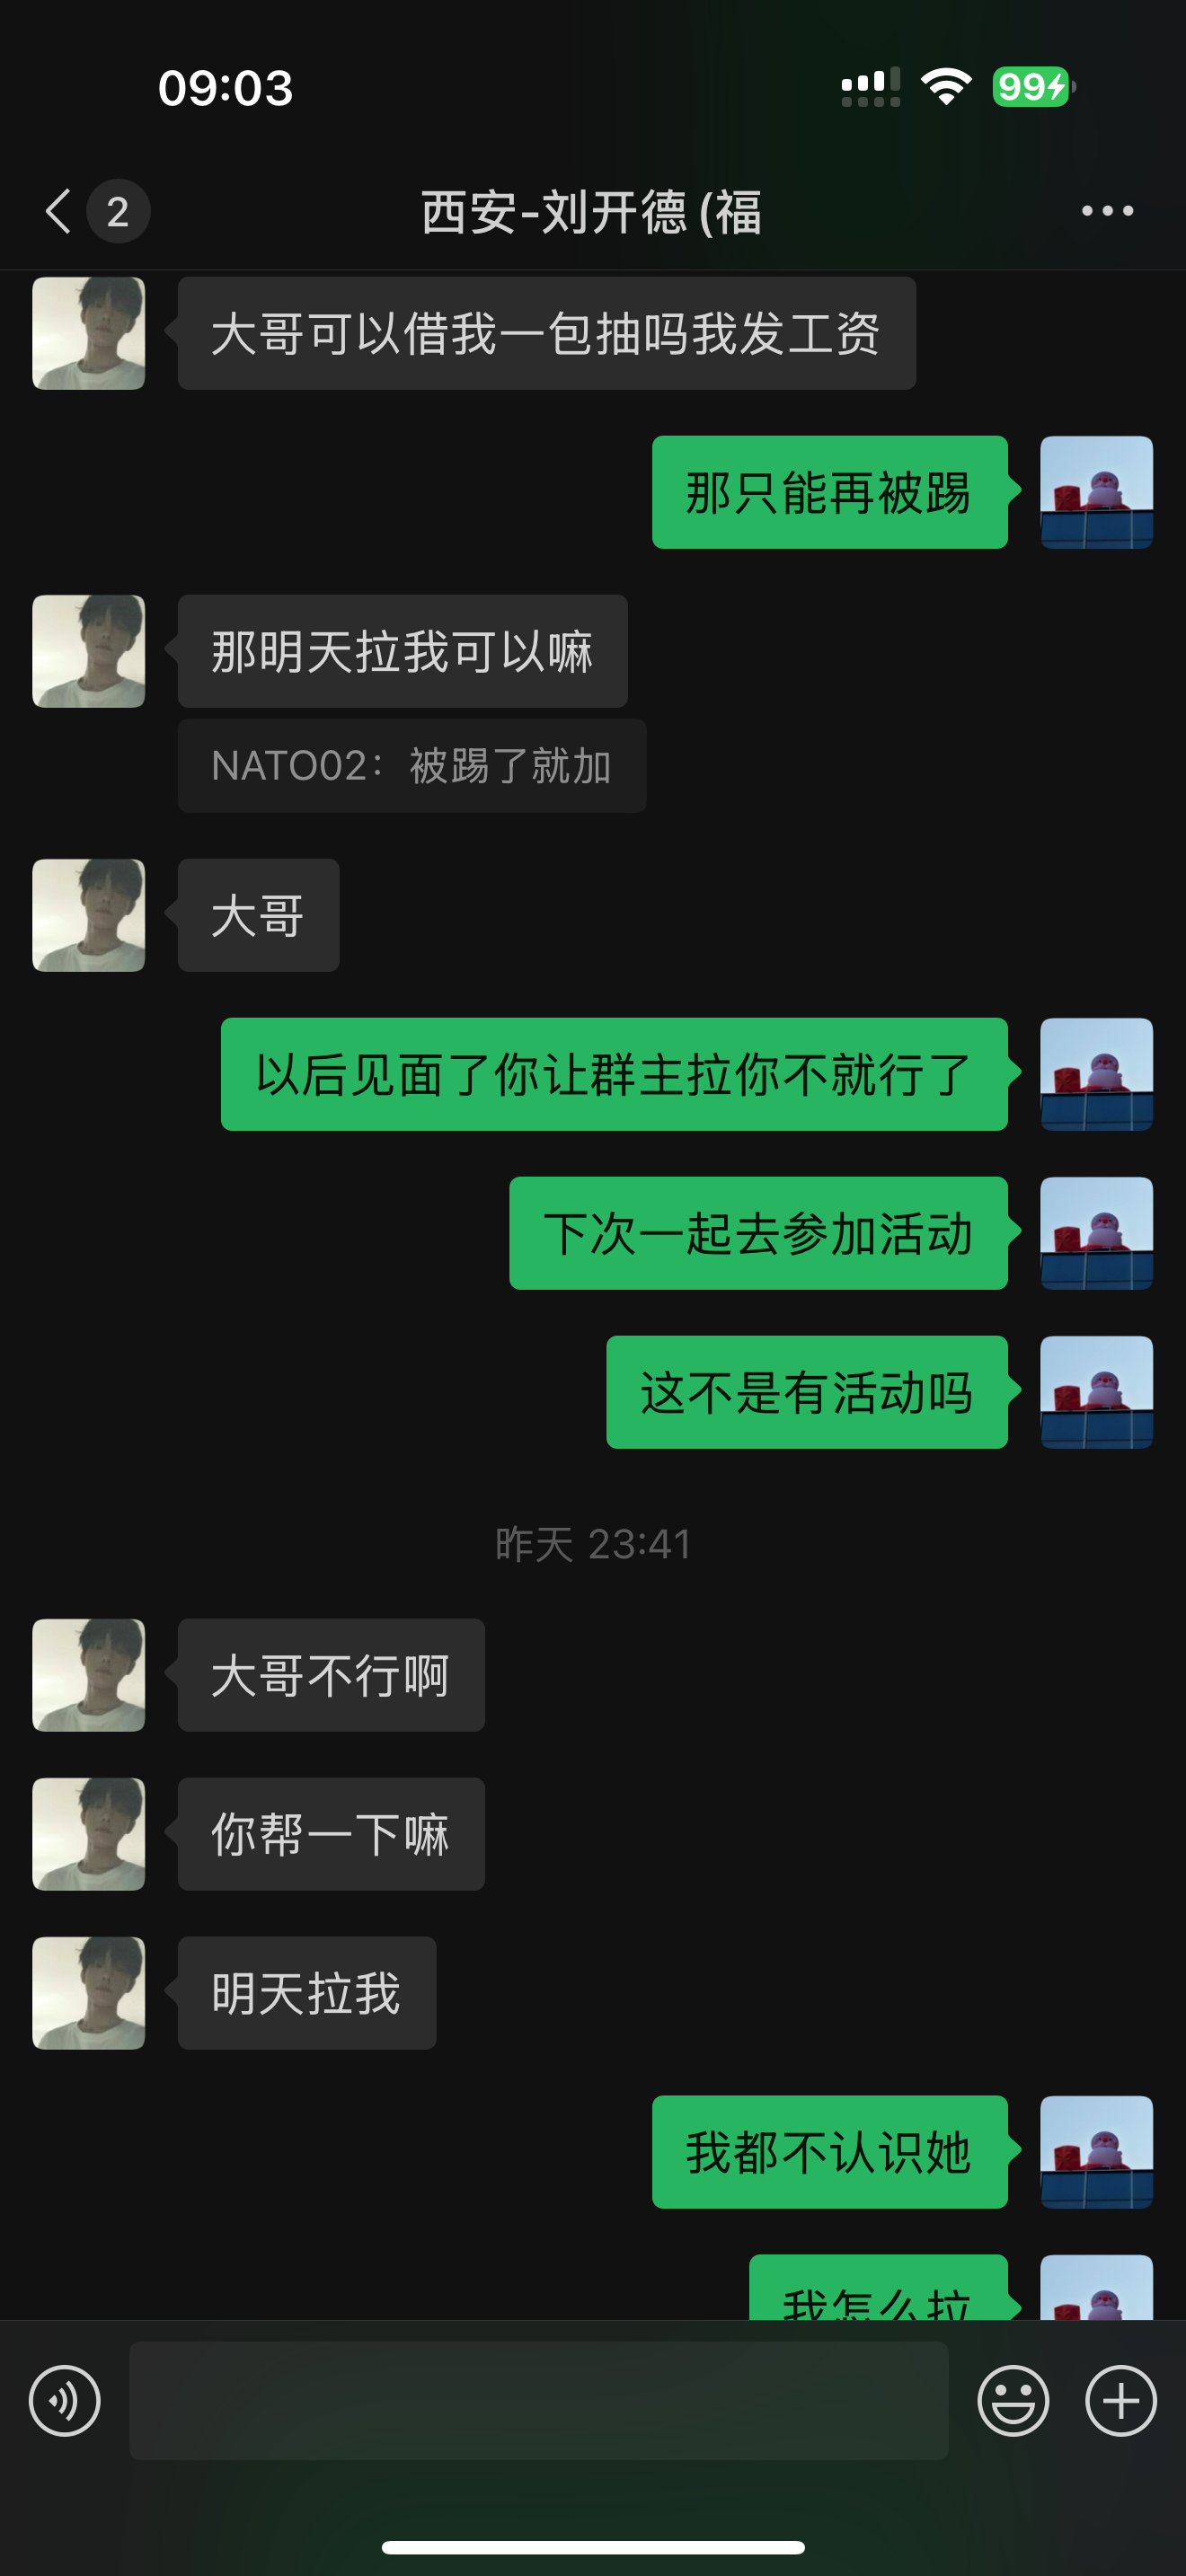 09:03
99
2
西安-刘开德(福
大哥可以借我一包抽吗我发工资
那只能再被踢
那明天拉我可以嘛
NATO02：被踢了就加
大哥
以后见面了你让群主拉你不就行了
下次一起去参加活动
这不是有活动吗
昨天 23:41
大哥不行啊
你帮一下嘛
明天拉我
我都不认识她
我怎么拉